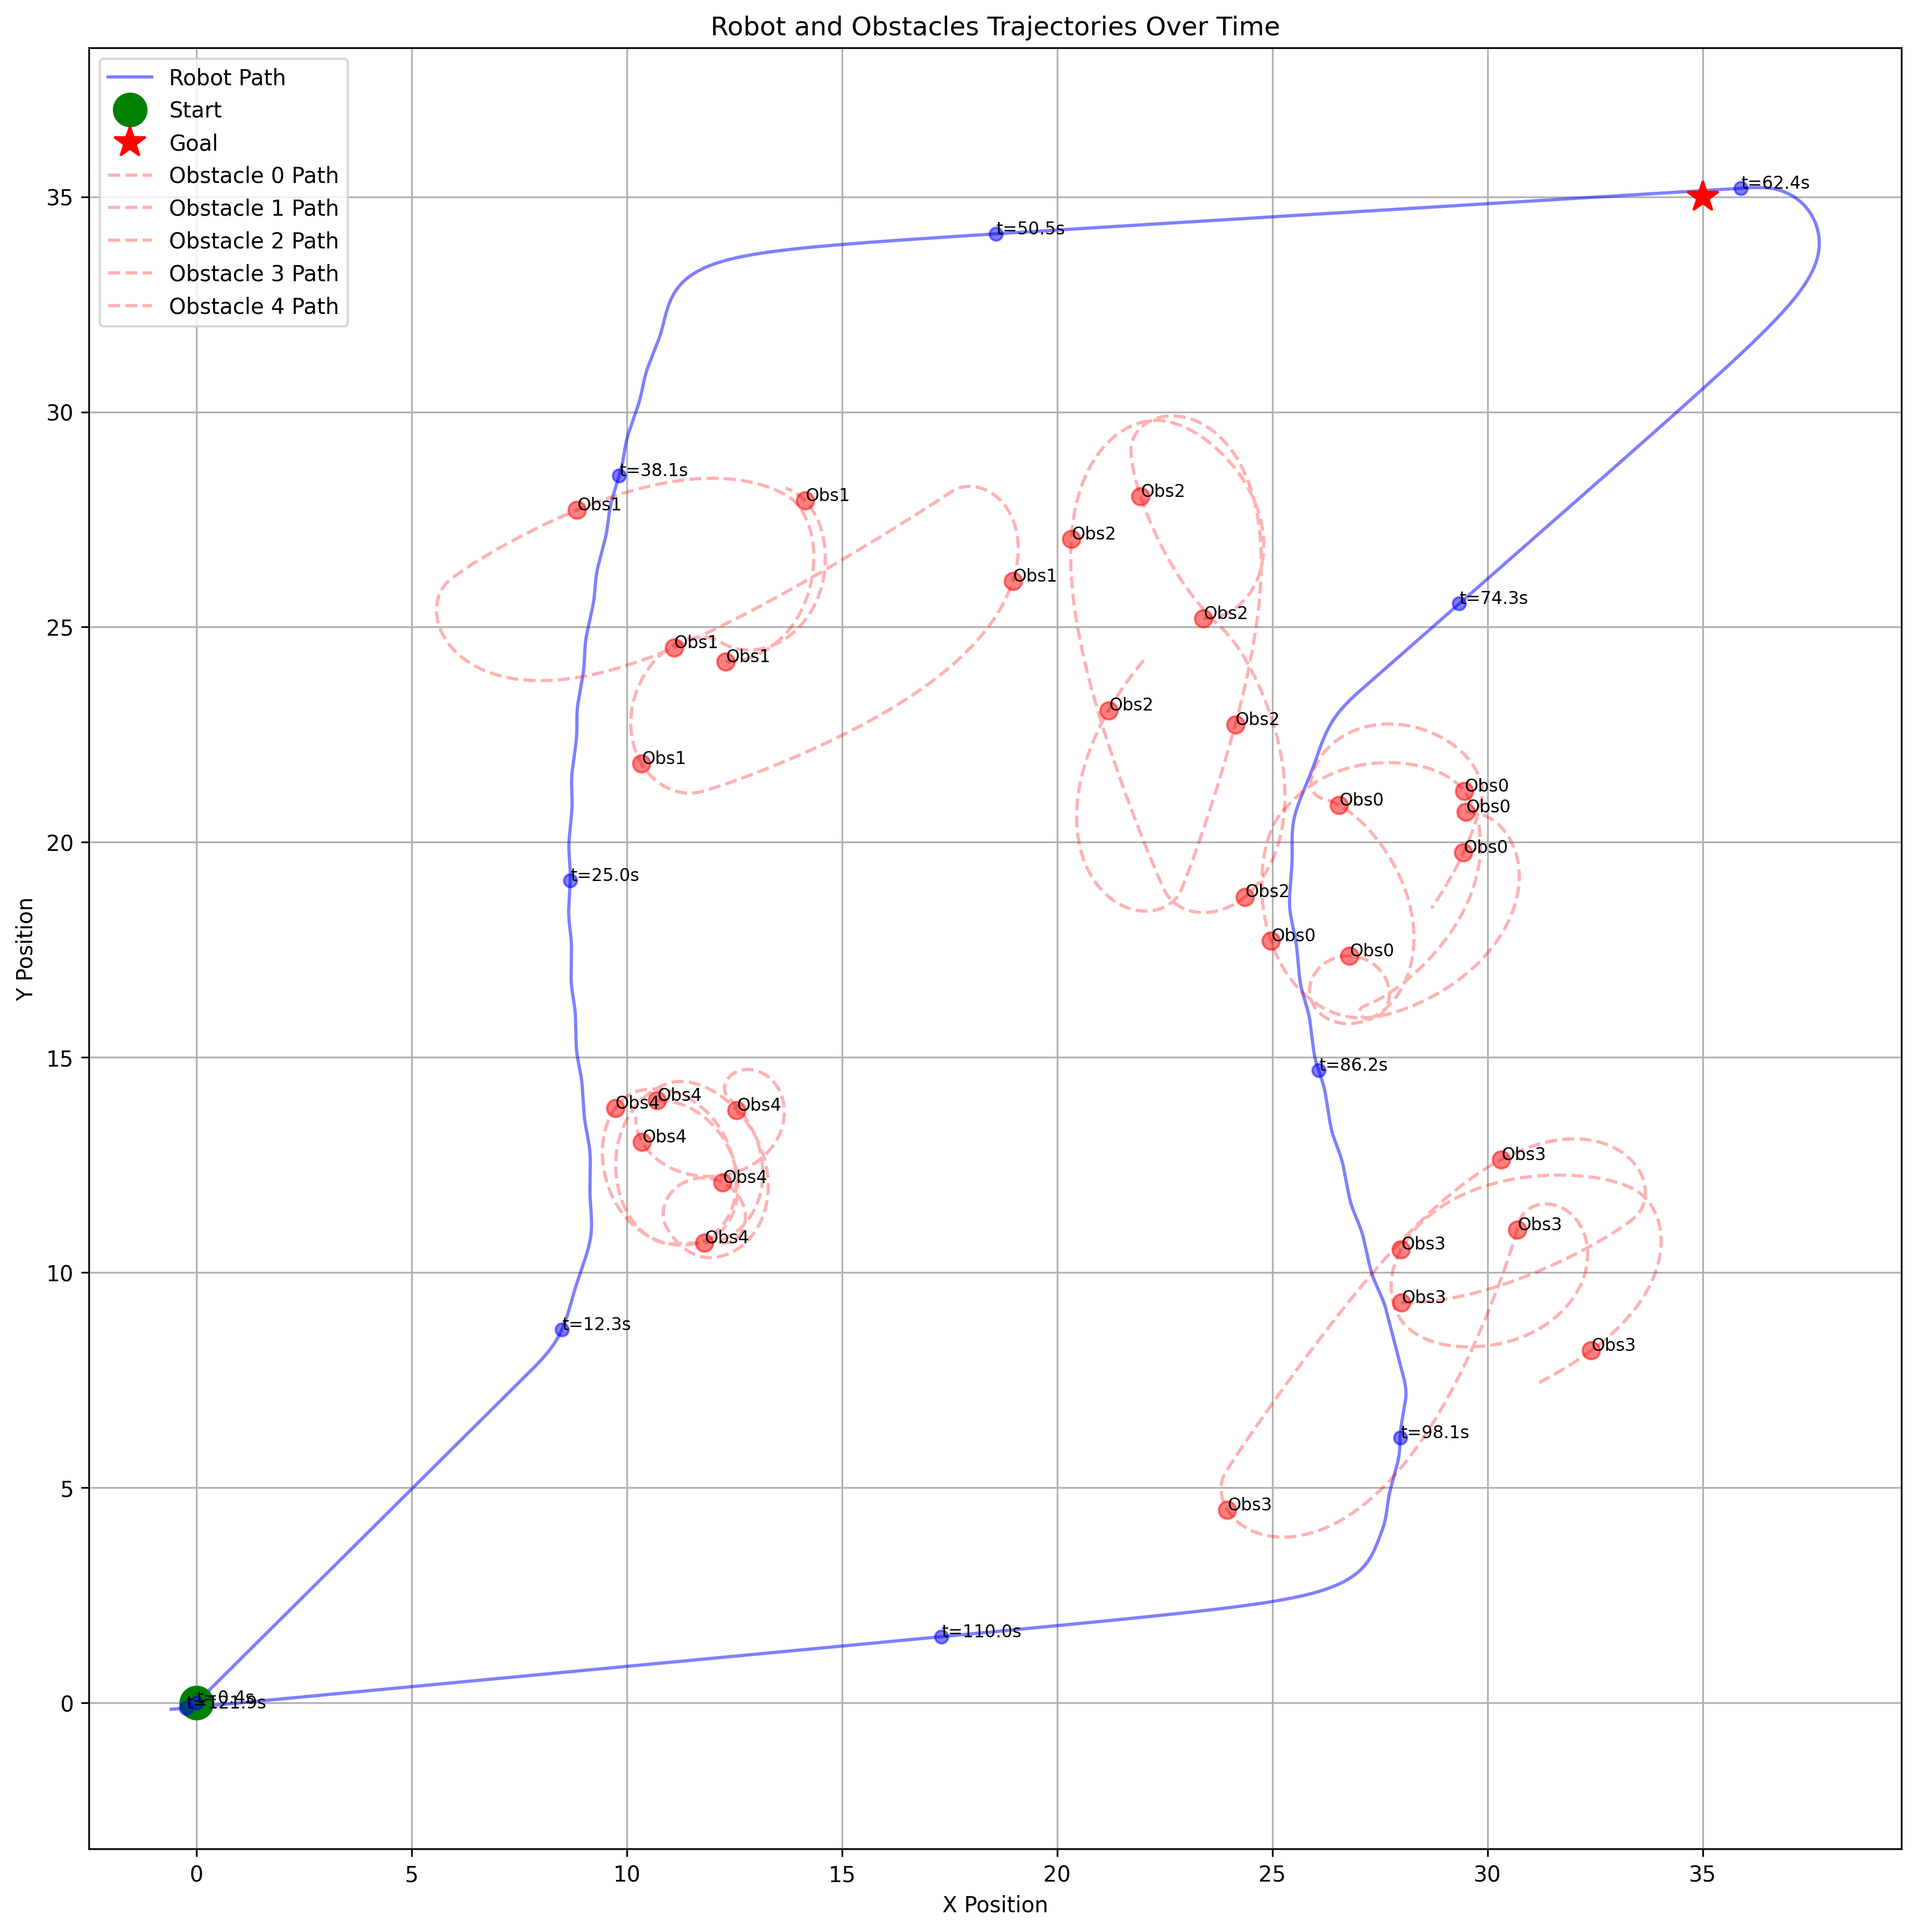 Robot and Obstacles Trajectories Over Time
Robot Path
Start
Goal
Obstacle 0 Path
Obstacle 1 Path
Obstacle 2 Path
Obstacle 3 Path
Obstacle 4 Path
t=62.4s
t=50.5s
t=38.1s
Obs1
Obs1
Obs2
Obs2
Obs1
Obs2
t=74.3s
Obs1
Obs1
Obs2
Obs2
Obs1
Obs0
Obs0
Obs0
Obs0
t=25.0s
Obs2
Obs0
Obs0
t=86.2s
Obs4
Obs4
Obs4
Obs4
Obs3
Obs4
Obs3
Obs4
Obs3
Obs3
Obs3
t=12.3s
t=98.1s
Obs3
t=110.0s
t=0.4s
t=121.9s
35
30
25
20
15
10
5
0
Y Position
0 5 10 15 20 25 30 35
X Position